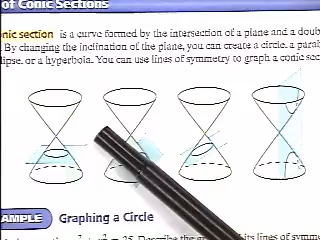 of Conic Sections
onic section is a curve formed by the intersection of a plane and a doub
. By changing the inclination of the plane, you can create a circle, a parab
lipse, or a hyperbola. You can use lines of symmetry to graph a conic sec
AMPLE Graphing a Circle
= 25. Describe the its lines of symme